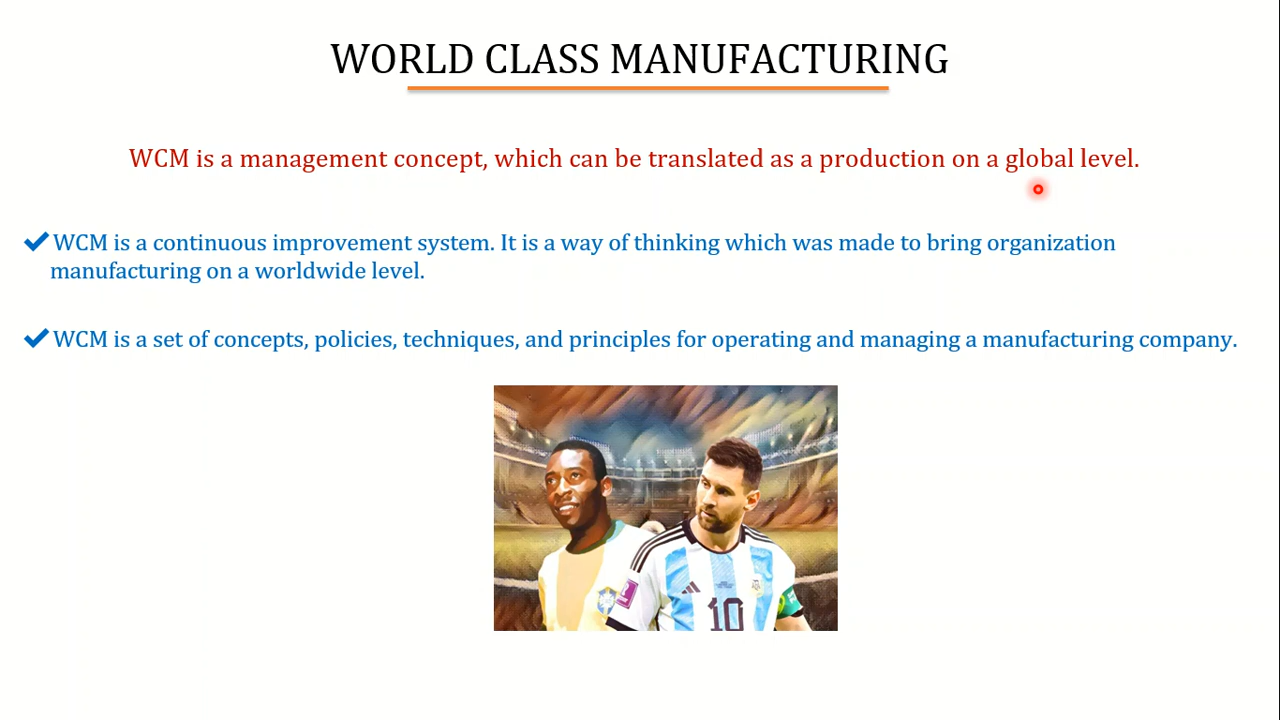 WORLD CLASS MANUFACTURING
WCM is a management concept, which can be translated as a production on a global level.
WCM is a continuous improvement system. It is a way of thinking which was made to bring organization
manufacturing on a worldwide level.
WCM is a set of concepts, policies, techniques, and principles for operating and managing a manufacturing company.
10